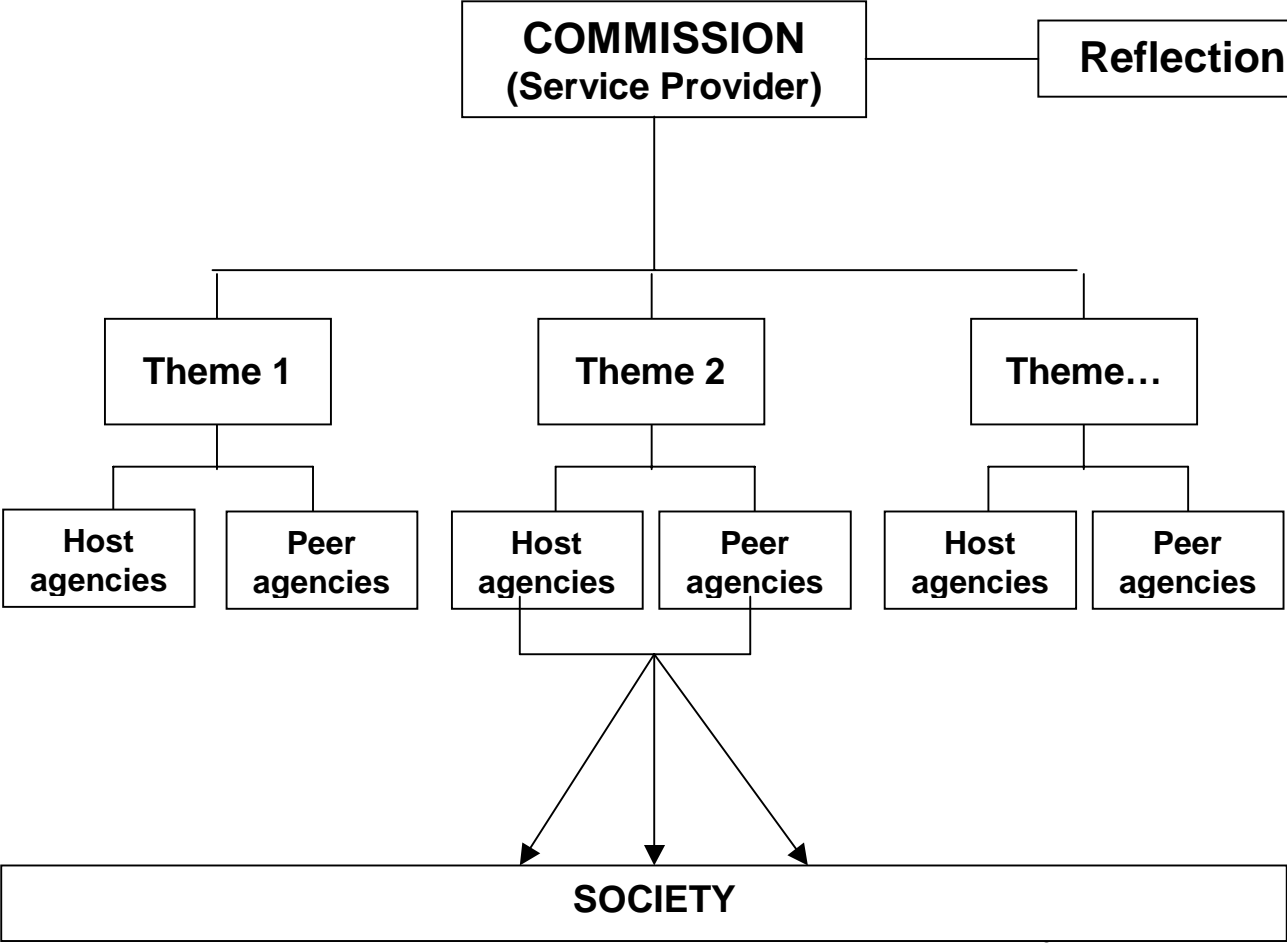 COMMISSION
(Service Provider)
Reflection
Theme 1
Theme 2
Theme…
Host
agencies
Peer
agencies
Host
agencies
Peer
agencies
Host
agencies
Peer
agencies
SOCIETY